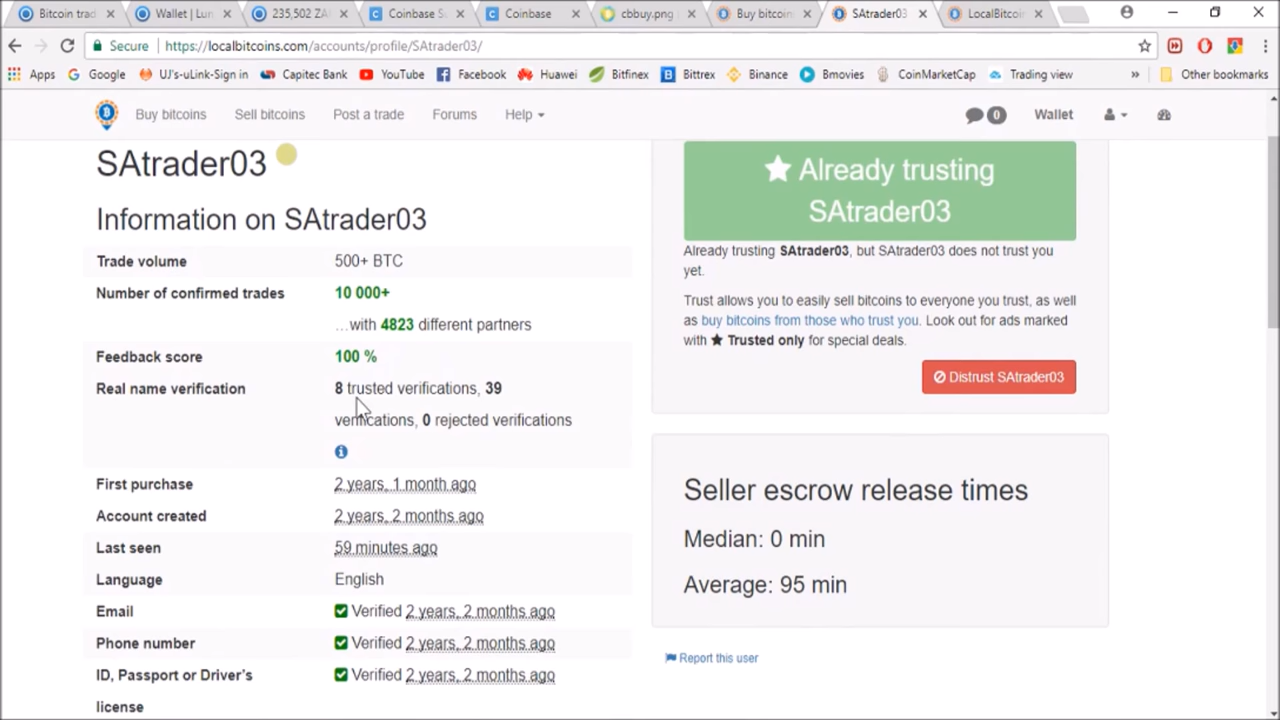 Bitcoin trad
Wallet | Lun
235,502 ZA
Coinbase S
Coinbase
cbbuy.png
Buy bitcoin
SAtrader03
LocalBitcoi
Secure
https://localbitcoins.com/accounts/profile/SAtrader03/
Apps
Google
UJ's-uLink-Sign in
Capitec Bank
YouTube
Facebook
Huawei
Bitfinex
Bittrex
Binance
Bmovies
CoinMarketCap
Trading view
»
Other bookmarks
Buy bitcoins
Sell bitcoins
Post a trade
Forums
Help
0
Wallet
SAtrader03
Information on SAtrader03
Trade volume
500+ BTC
Number of confirmed trades
10 000+
...with 4823 different partners
Feedback score
100 %
Real name verification
8 trusted verifications, 39
verifications, 0 rejected verifications
First purchase
2 years, 1 month ago
Account created
2 years, 2 months ago
Last seen
59 minutes ago
Language
English
Email
Verified 2 years, 2 months ago
Phone number
Verified 2 years, 2 months ago
ID, Passport or Driver's
license
Verified 2 years, 2 months ago
Already trusting
SAtrader03
Already trusting SAtrader03, but SAtrader03 does not trust you
yet.
Trust allows you to easily sell bitcoins to everyone you trust, as well
as buy bitcoins from those who trust you. Look out for ads marked
with ★ Trusted only for special deals.
Distrust SAtrader03
Seller escrow release times
Median: 0 min
Average: 95 min
Report this user